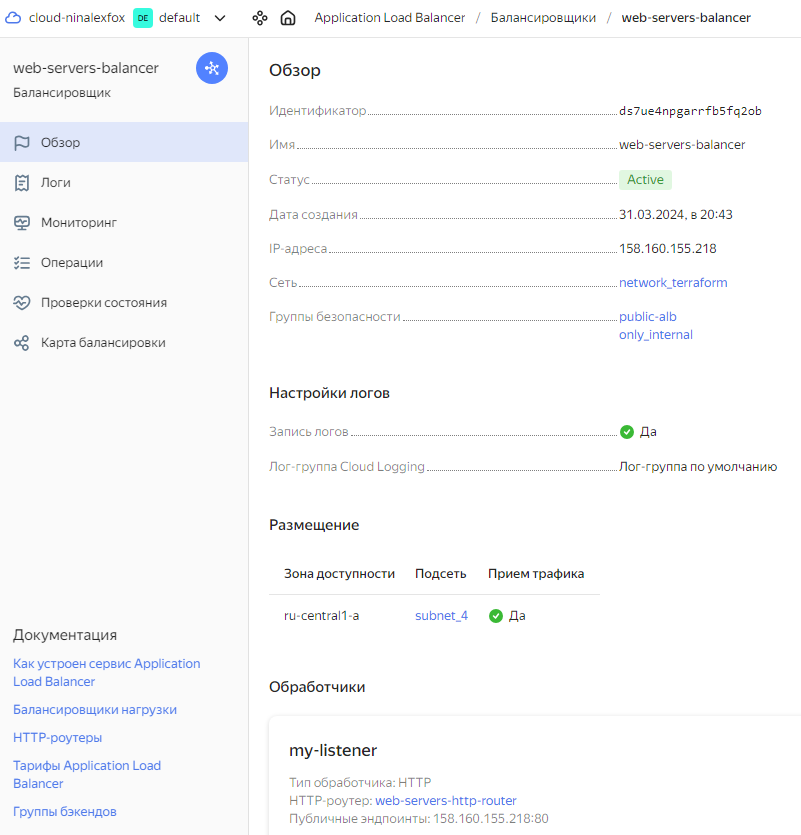 cloud-ninalexfox DE default Application Load Balancer / Балансировщики / web-servers-balancer
web-servers-balancer
Балансировщик
Обзор
Логи
Мониторинг
Операции
Проверки состояния
Карта балансировки
Документация
Как устроен сервис Application
Load Balancer
Балансировщики нагрузки
HTTP-роутеры
Тарифы Application Load
Balancer
Группы бэкендов
Обзор
Идентификатор ds7ue4npgarrfb5fq2ob
Имя web-servers-balancer
Статус Active
Дата создания 31.03.2024, в 20:43
IP-адреса 158.160.155.218
Сеть network_terraform
Группы безопасности public-alb
only_internal
Настройки логов
Запись логов Да
Лог-группа Cloud Logging Лог-группа по умолчанию
Размещение
Зона доступности Подсеть Прием трафика
ru-central1-a subnet_4 Да
Обработчики
my-listener
Тип обработчика: HTTP
HTTP-роутер: web-servers-http-router
Публичные эндпоинты: 158.160.155.218:80